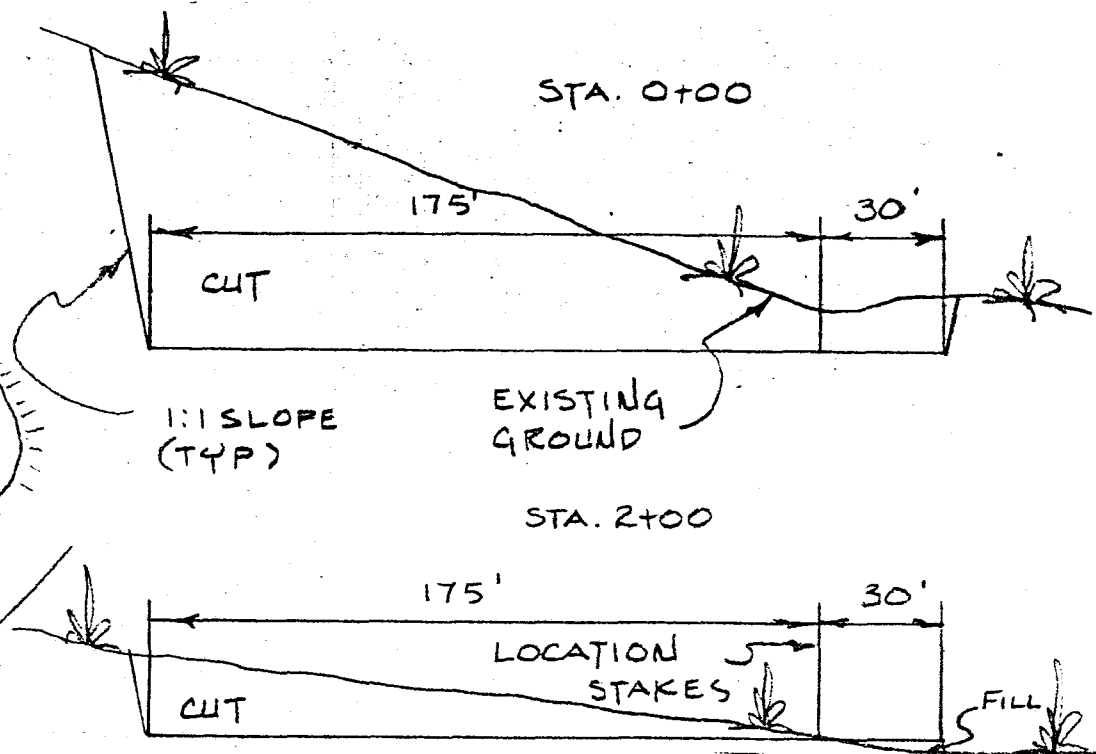 STA. 0+00
175'
30'
CUT
1:1 SLOPE
(TYP)
EXISTING
GROUND
STA. 2+00
175'
30'
LOCATION
STAKES
CUT
FILL